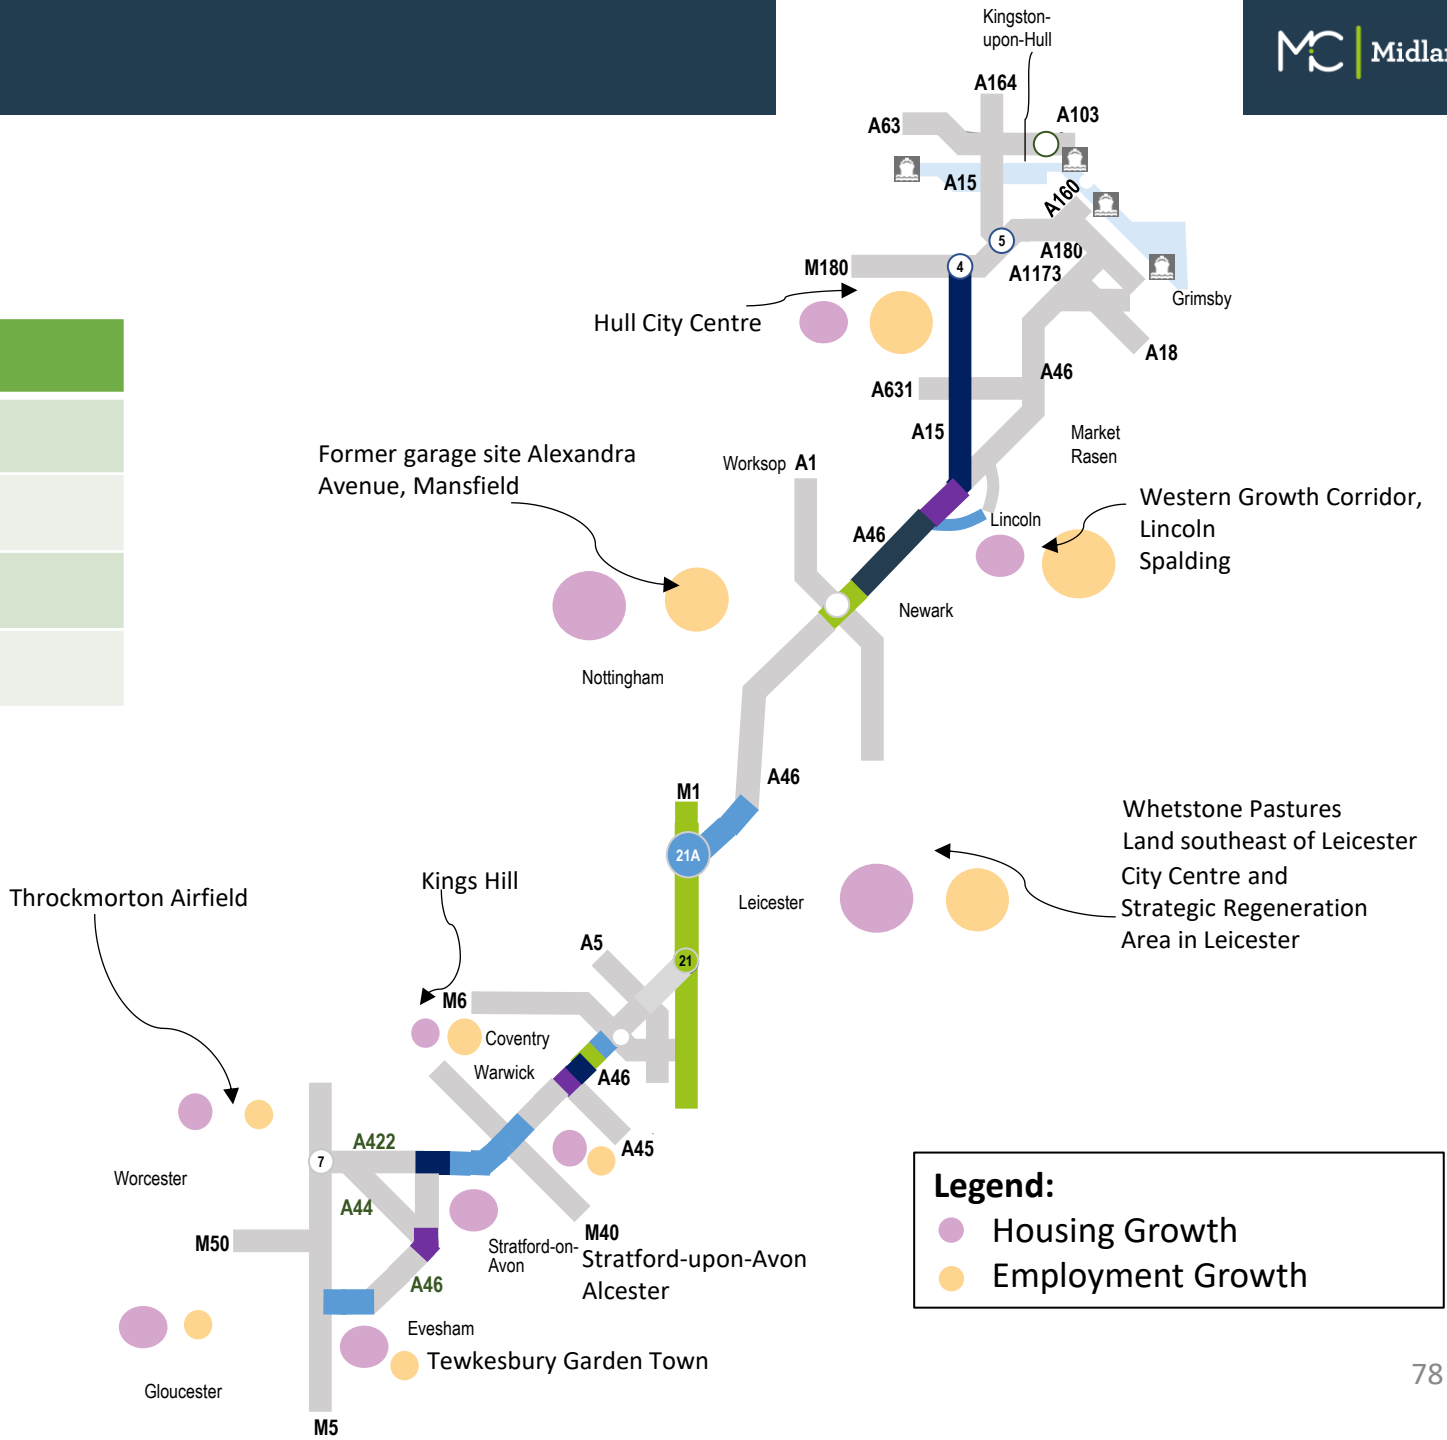 Kingston-
upon-Hull
Midla
A164
A63
A103
A15
A160
5
A180
M180
4
A1173
Grimsby
Hull City Centre
A18
A46
A631
A15
Market
Rasen
Former garage site Alexandra
Avenue, Mansfield
Worksop
A1
Western Growth Corridor,
Lincoln
Spalding
Lincoln
A46
Newark
Nottingham
A46
M1
Whetstone Pastures
Land southeast of Leicester
City Centre and
Strategic Regeneration
Area in Leicester
21A
Kings Hill
Throckmorton Airfield
Leicester
A5
21
M6
Coventry
Warwick
A46
A422
A45
7
Worcester
A44
M50
M40
Stratford-on-
Avon
Stratford-upon-Avon
Alcester
A46
Evesham
Tewkesbury Garden Town
Gloucester
M5
Legend:
Housing Growth
Employment Growth
78